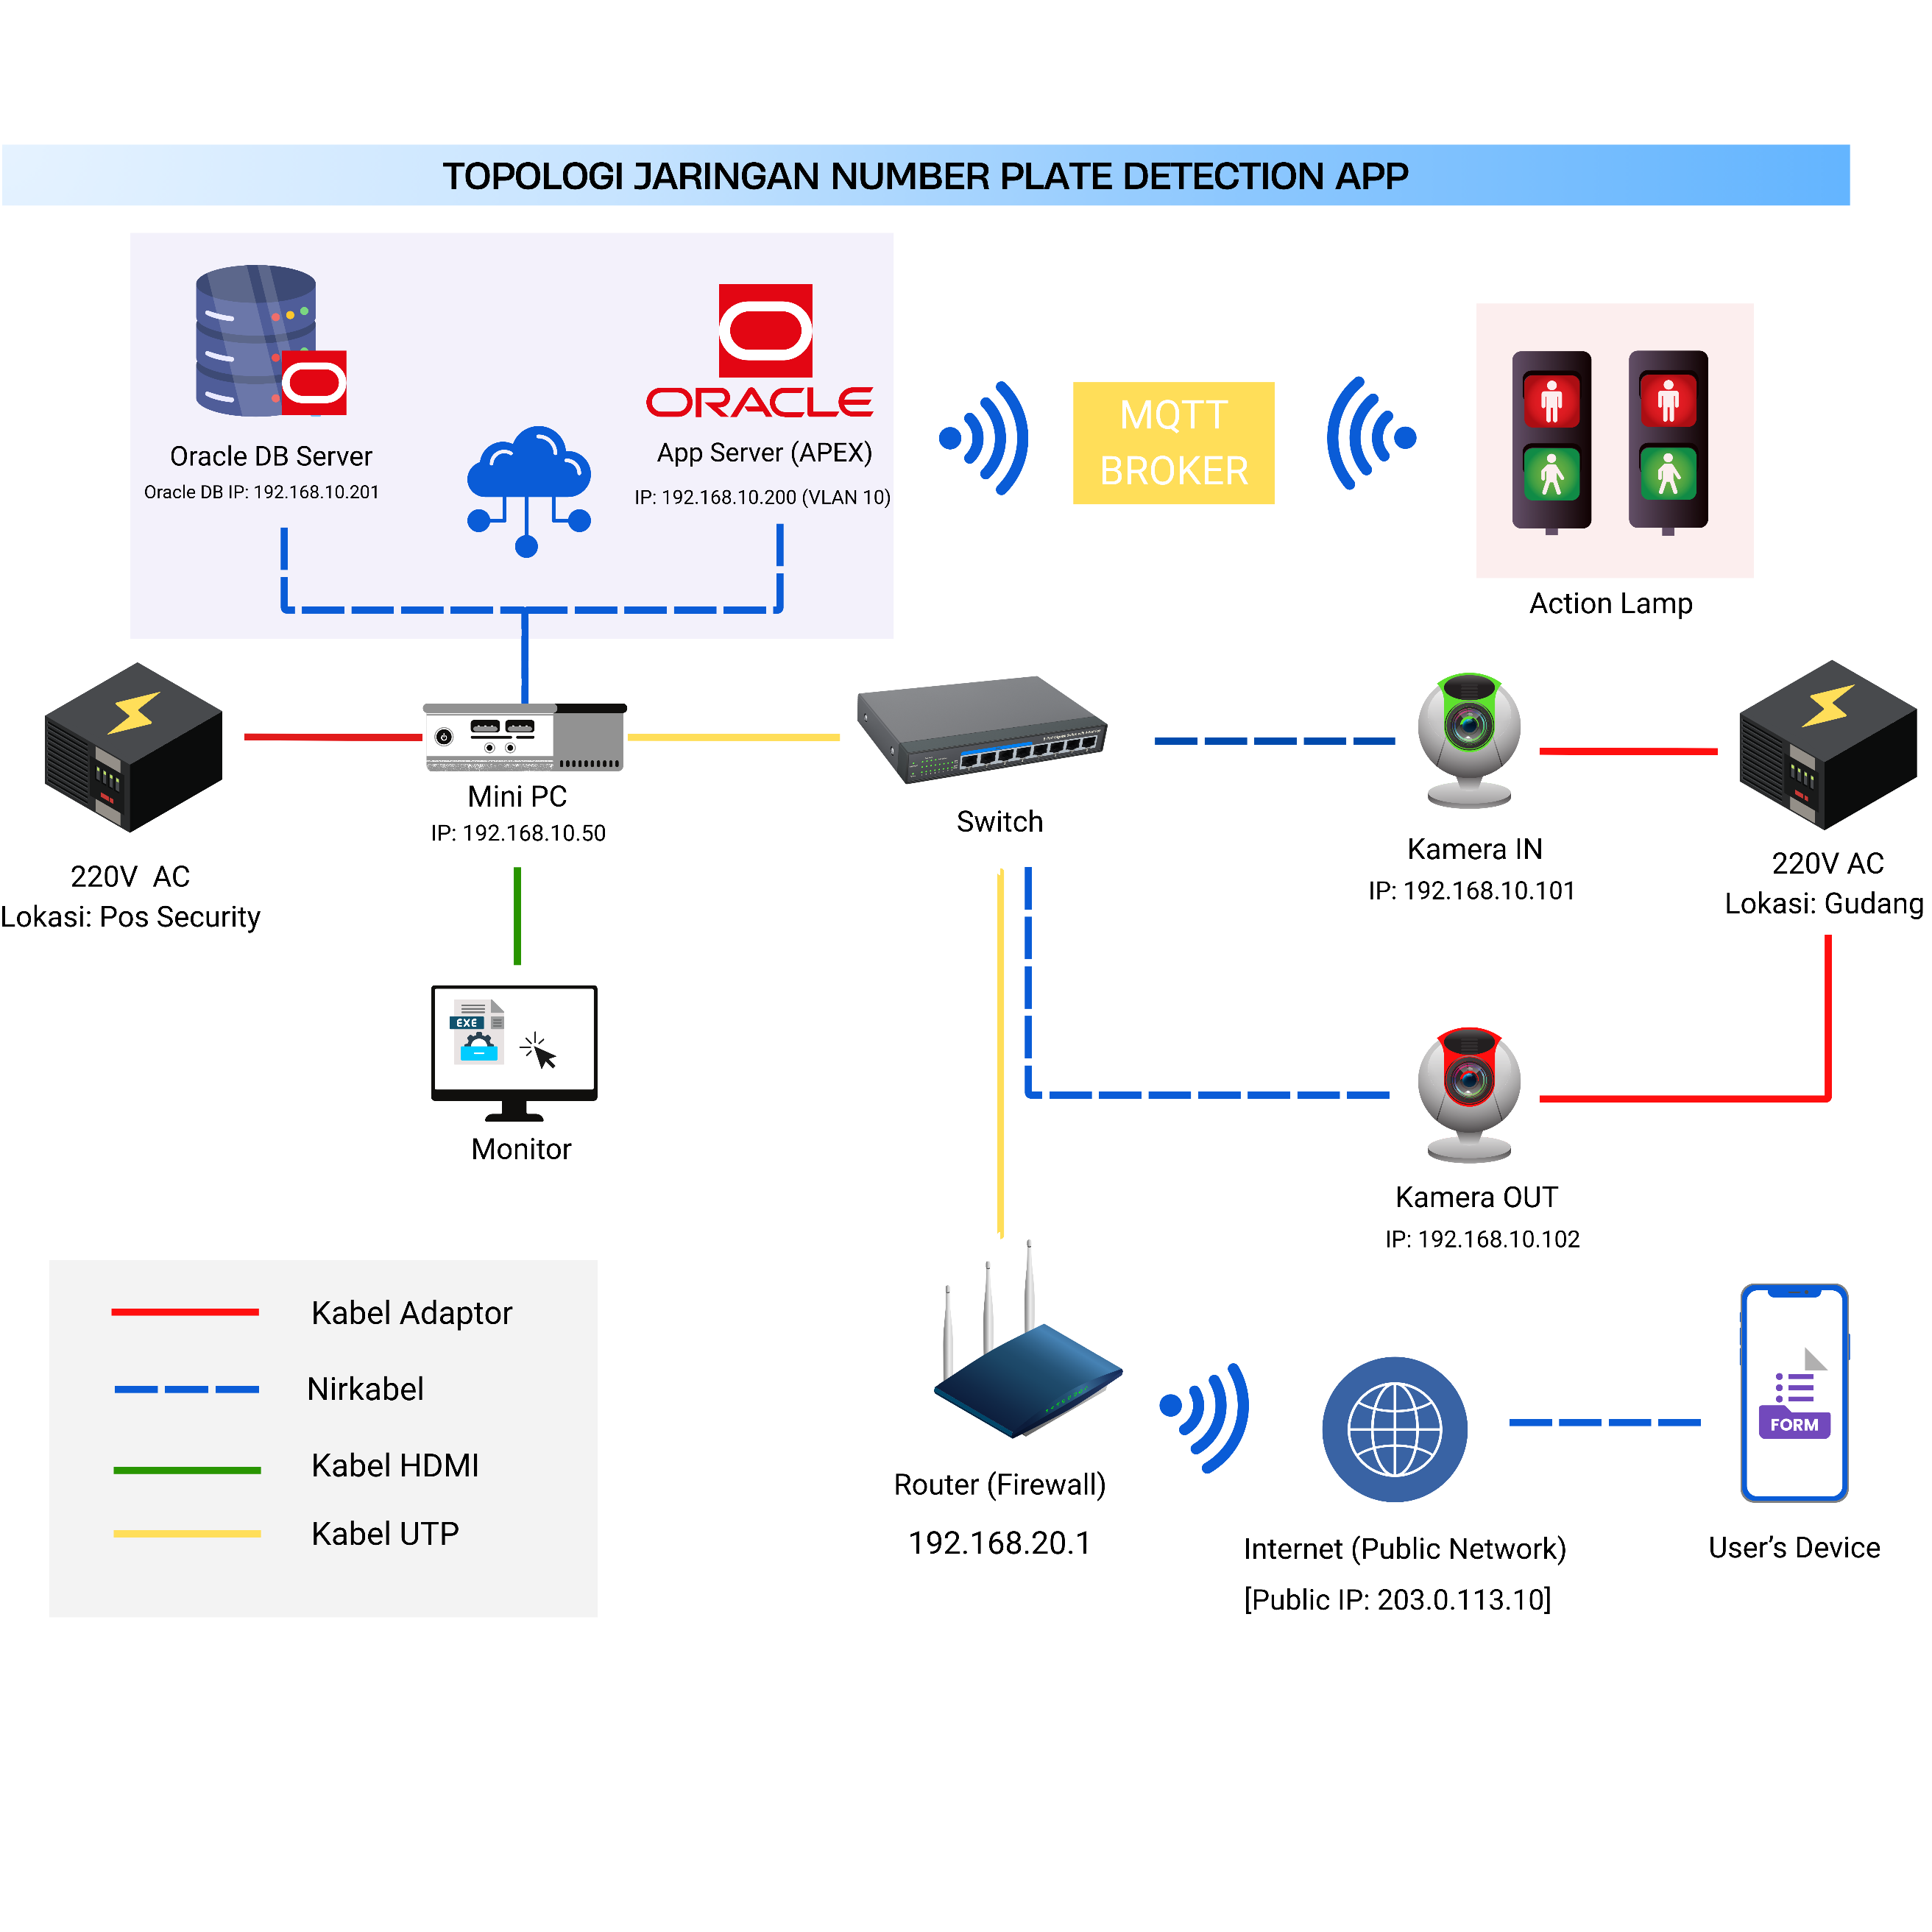 TOPOLOGI JARINGAN NUMBER PLATE DETECTION APP
Oracle DB Server
Oracle DB IP: 192.168.10.201
ORACLE
App Server (APEX)
IP: 192.168.10.200 (VLAN 10)
MQTT
BROKER
Action Lamp
220V AC
Lokasi: Pos Security
Mini PC
IP: 192.168.10.50
Switch
Kamera IN
IP: 192.168.10.101
220V AC
Lokasi: Gudang
EXE
Monitor
Kamera OUT
IP: 192.168.10.102
Kabel Adaptor
Nirkabel
Kabel HDMI
Kabel UTP
Router (Firewall)
192.168.20.1
Internet (Public Network)
[Public IP: 203.0.113.10]
FORM
User's Device